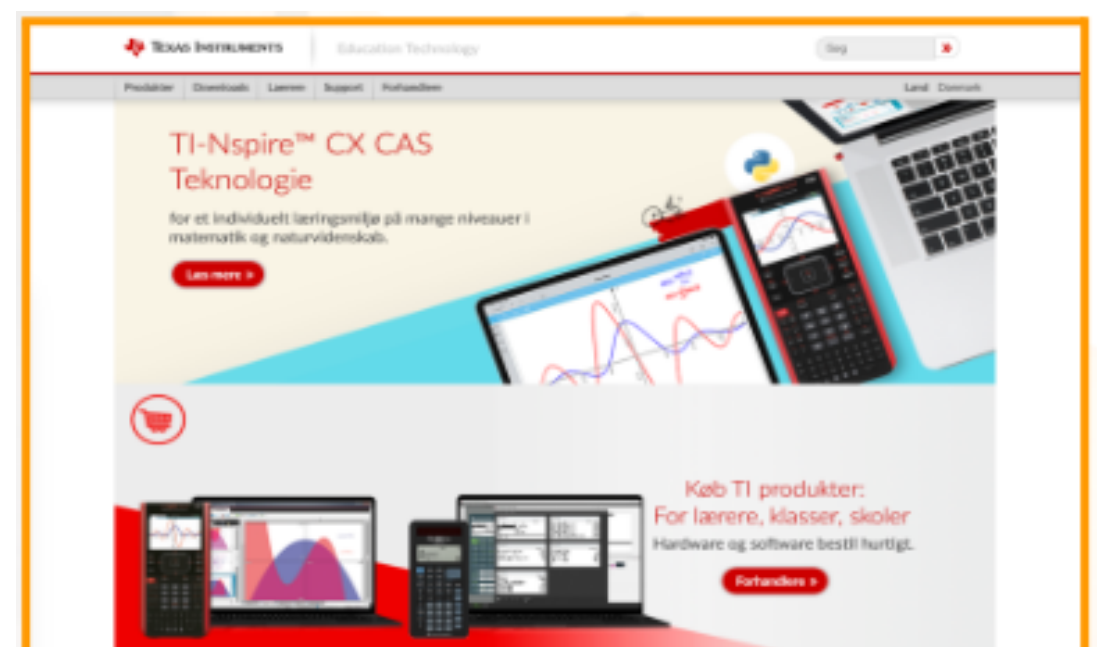 TEXAS INSTRUMENTS
Education Technology
Søg
Produkter Downloads Lærere Support Forhandlere
Land Danmark
TI-Nspire™ CX CAS
Teknologie
for et individuelt læringsmiljø på mange niveauer i
matematik og naturvidenskab.
Læs mere »
Køb TI produkter:
For lærere, klasser, skoler
Hardware og software bestil hurtigt.
Forhandlere »